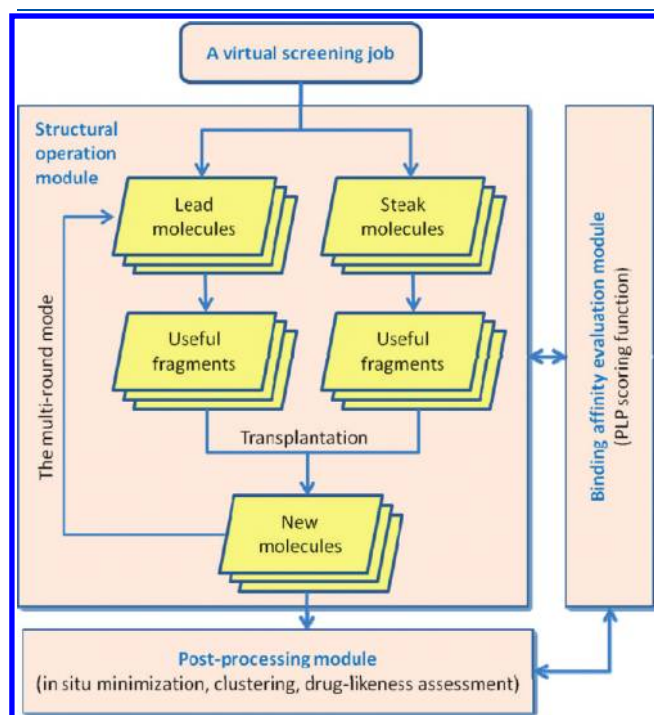 A virtual screening job
Structural
operation
module
Lead
molecules
Steak
molecules
Useful
fragments
Useful
fragments
The multi-round mode
Transplantation
New
molecules
Binding affinity evaluation module
(PLP scoring function)
Post-processing module
(in situ minimization, clustering, drug-likeness assessment)